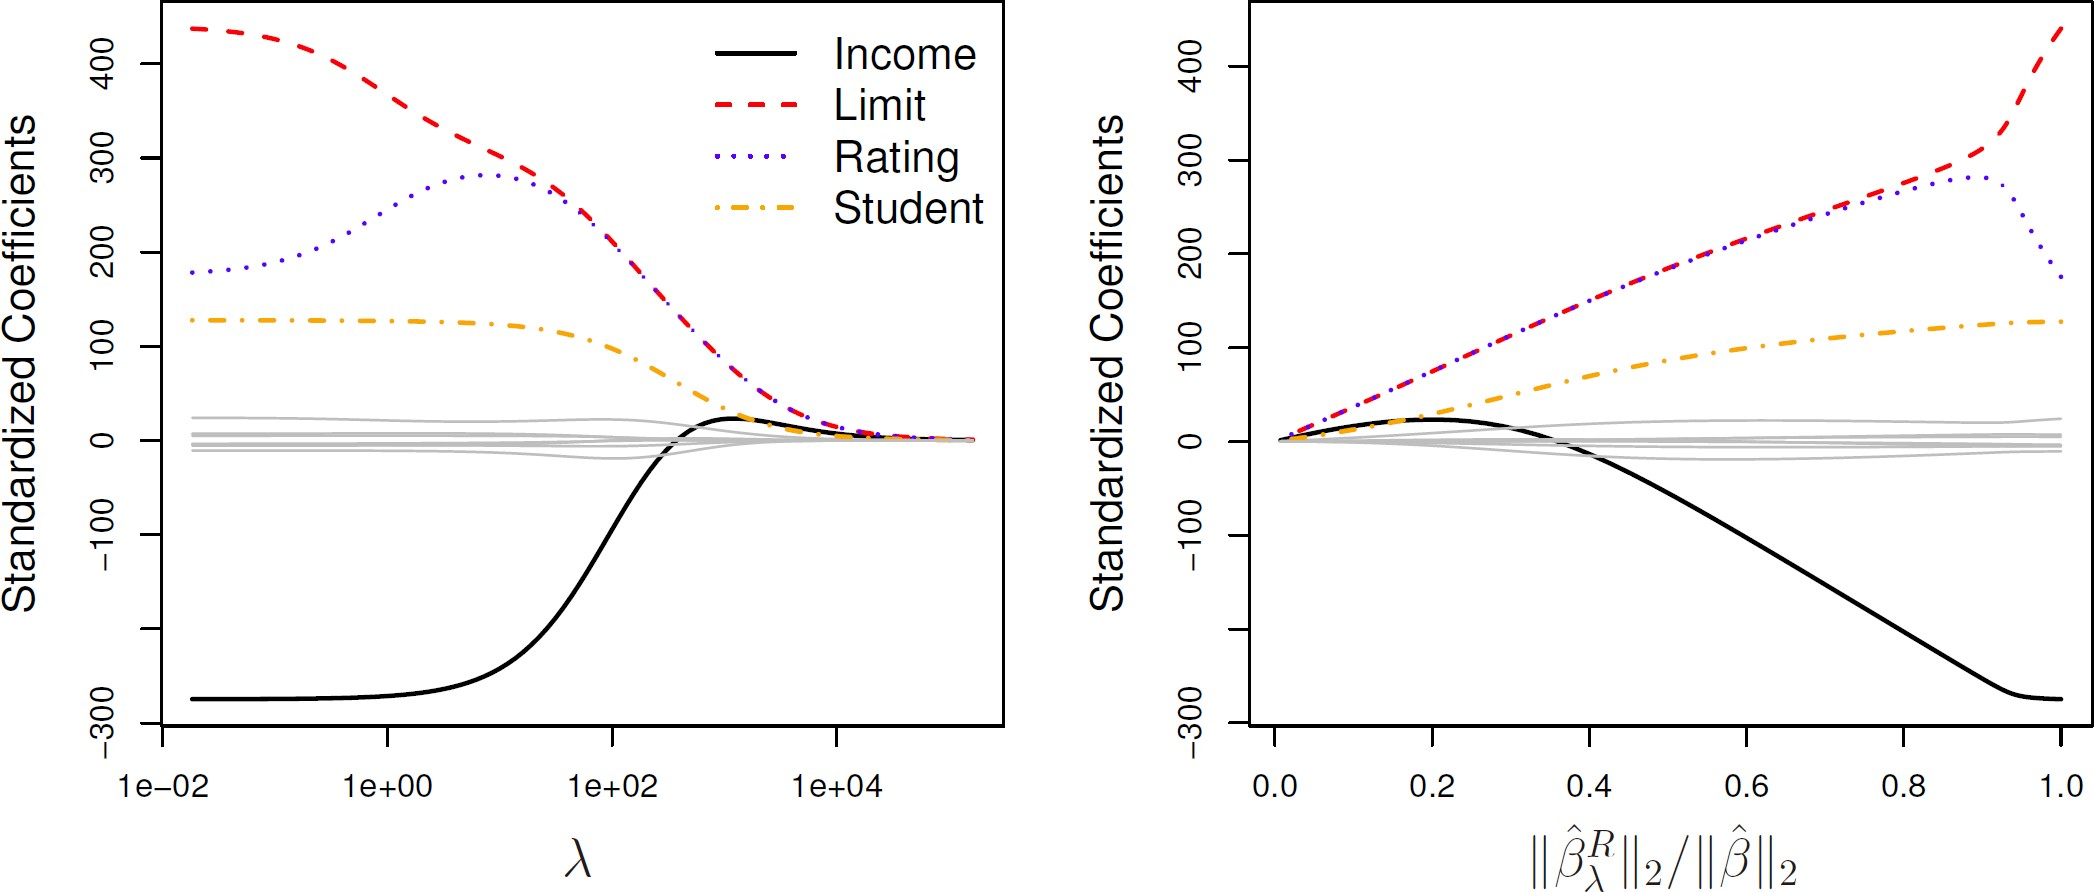 Standardized Coefficients
400
300
200
100
0
−100
−300
1e−02
1e+00
1e+02
1e+04
λ
Income
Limit
Rating
Student
Standardized Coefficients
400
300
200
100
0
−100
−300
0.0
0.2
0.4
0.6
0.8
1.0
‖β̂λᴿ‖₂/‖β̂‖₂